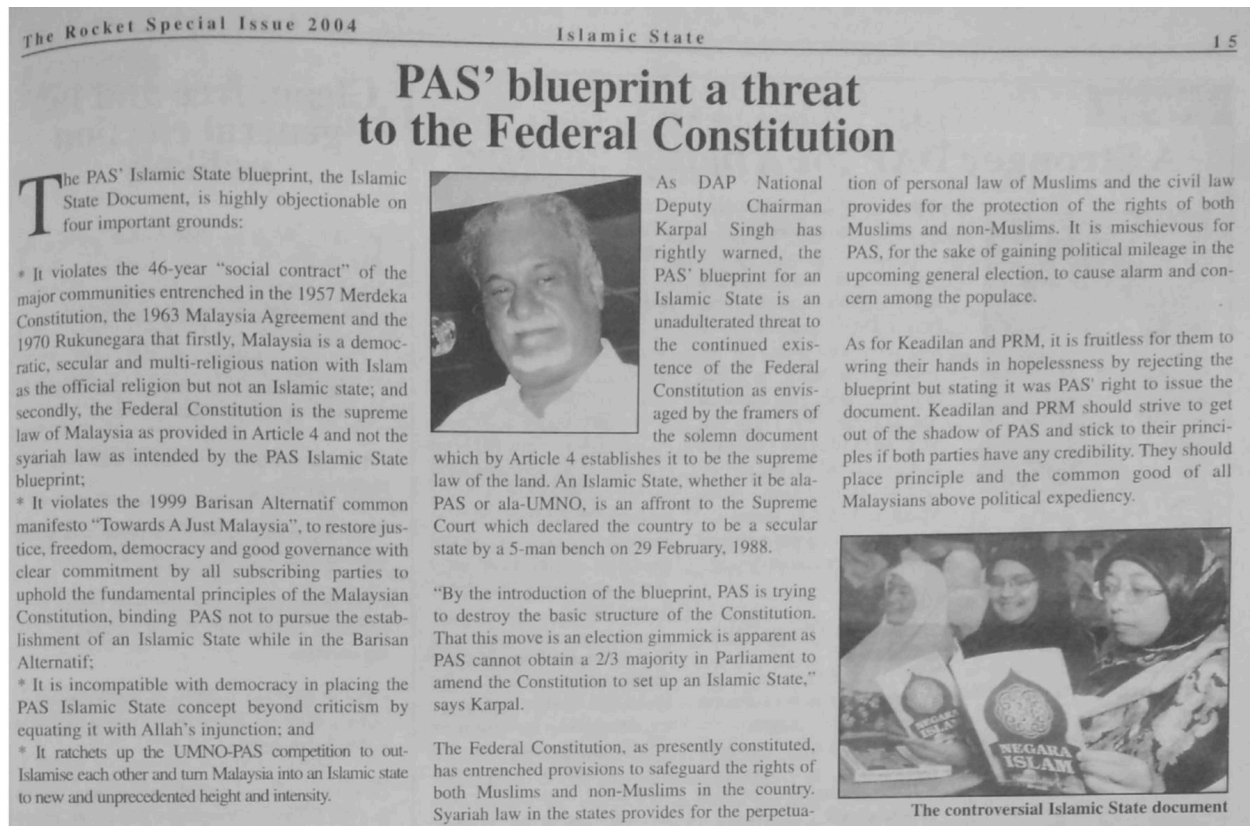 The Rocket Special Issue 2004
Islamic State
15
PAS' blueprint a threat
to the Federal Constitution
The PAS' Islamic State blueprint, the Islamic
State Document, is highly objectionable on
four important grounds:
* It violates the 46-year “social contract” of the
major communities entrenched in the 1957 Merdeka
Constitution, the 1963 Malaysia Agreement and the
1970 Rukunegara that firstly, Malaysia is a democ-
ratic, secular and multi-religious nation with Islam
as the official religion but not an Islamic state; and
secondly, the Federal Constitution is the supreme
law of Malaysia as provided in Article 4 and not the
syariah law as intended by the PAS Islamic State
blueprint;
* It violates the 1999 Barisan Alternatif common
manifesto “Towards A Just Malaysia”, to restore jus-
tice, freedom, democracy and good governance with
clear commitment by all subscribing parties to
uphold the fundamental principles of the Malaysian
Constitution, binding PAS not to pursue the estab-
lishment of an Islamic State while in the Barisan
Alternatif;
* It is incompatible with democracy in placing the
PAS Islamic State concept beyond criticism by
equating it with Allah's injunction; and
* It ratchets up the UMNO-PAS competition to out-
Islamise each other and turn Malaysia into an Islamic state
to new and unprecedented height and intensity.
As DAP National
Deputy Chairman
Karpal Singh has
rightly warned, the
PAS' blueprint for an
Islamic State is an
unadulterated threat to
the continued exis-
tence of the Federal
Constitution as envis-
aged by the framers of
the solemn document
which by Article 4 establishes it to be the supreme
law of the land. An Islamic State, whether it be ala-
PAS or ala-UMNO, is an affront to the Supreme
Court which declared the country to be a secular
state by a 5-man bench on 29 February, 1988.
“By the introduction of the blueprint, PAS is trying
to destroy the basic structure of the Constitution.
That this move is an election gimmick is apparent as
PAS cannot obtain a 2/3 majority in Parliament to
amend the Constitution to set up an Islamic State,”
says Karpal.
The Federal Constitution, as presently constituted,
has entrenched provisions to safeguard the rights of
both Muslims and non-Muslims in the country.
Syariah law in the states provides for the perpetua-
tion of personal law of Muslims and the civil law
provides for the protection of the rights of both
Muslims and non-Muslims. It is mischievous for
PAS, for the sake of gaining political mileage in the
upcoming general election, to cause alarm and con-
cern among the populace.
As for Keadilan and PRM, it is fruitless for them to
wring their hands in hopelessness by rejecting the
blueprint but stating it was PAS' right to issue the
document. Keadilan and PRM should strive to get
out of the shadow of PAS and stick to their princi-
ples if both parties have any credibility. They should
place principle and the common good of all
Malaysians above political expediency.
NEGARA
ISLAM
NEGARA
ISLAM
The controversial Islamic State document